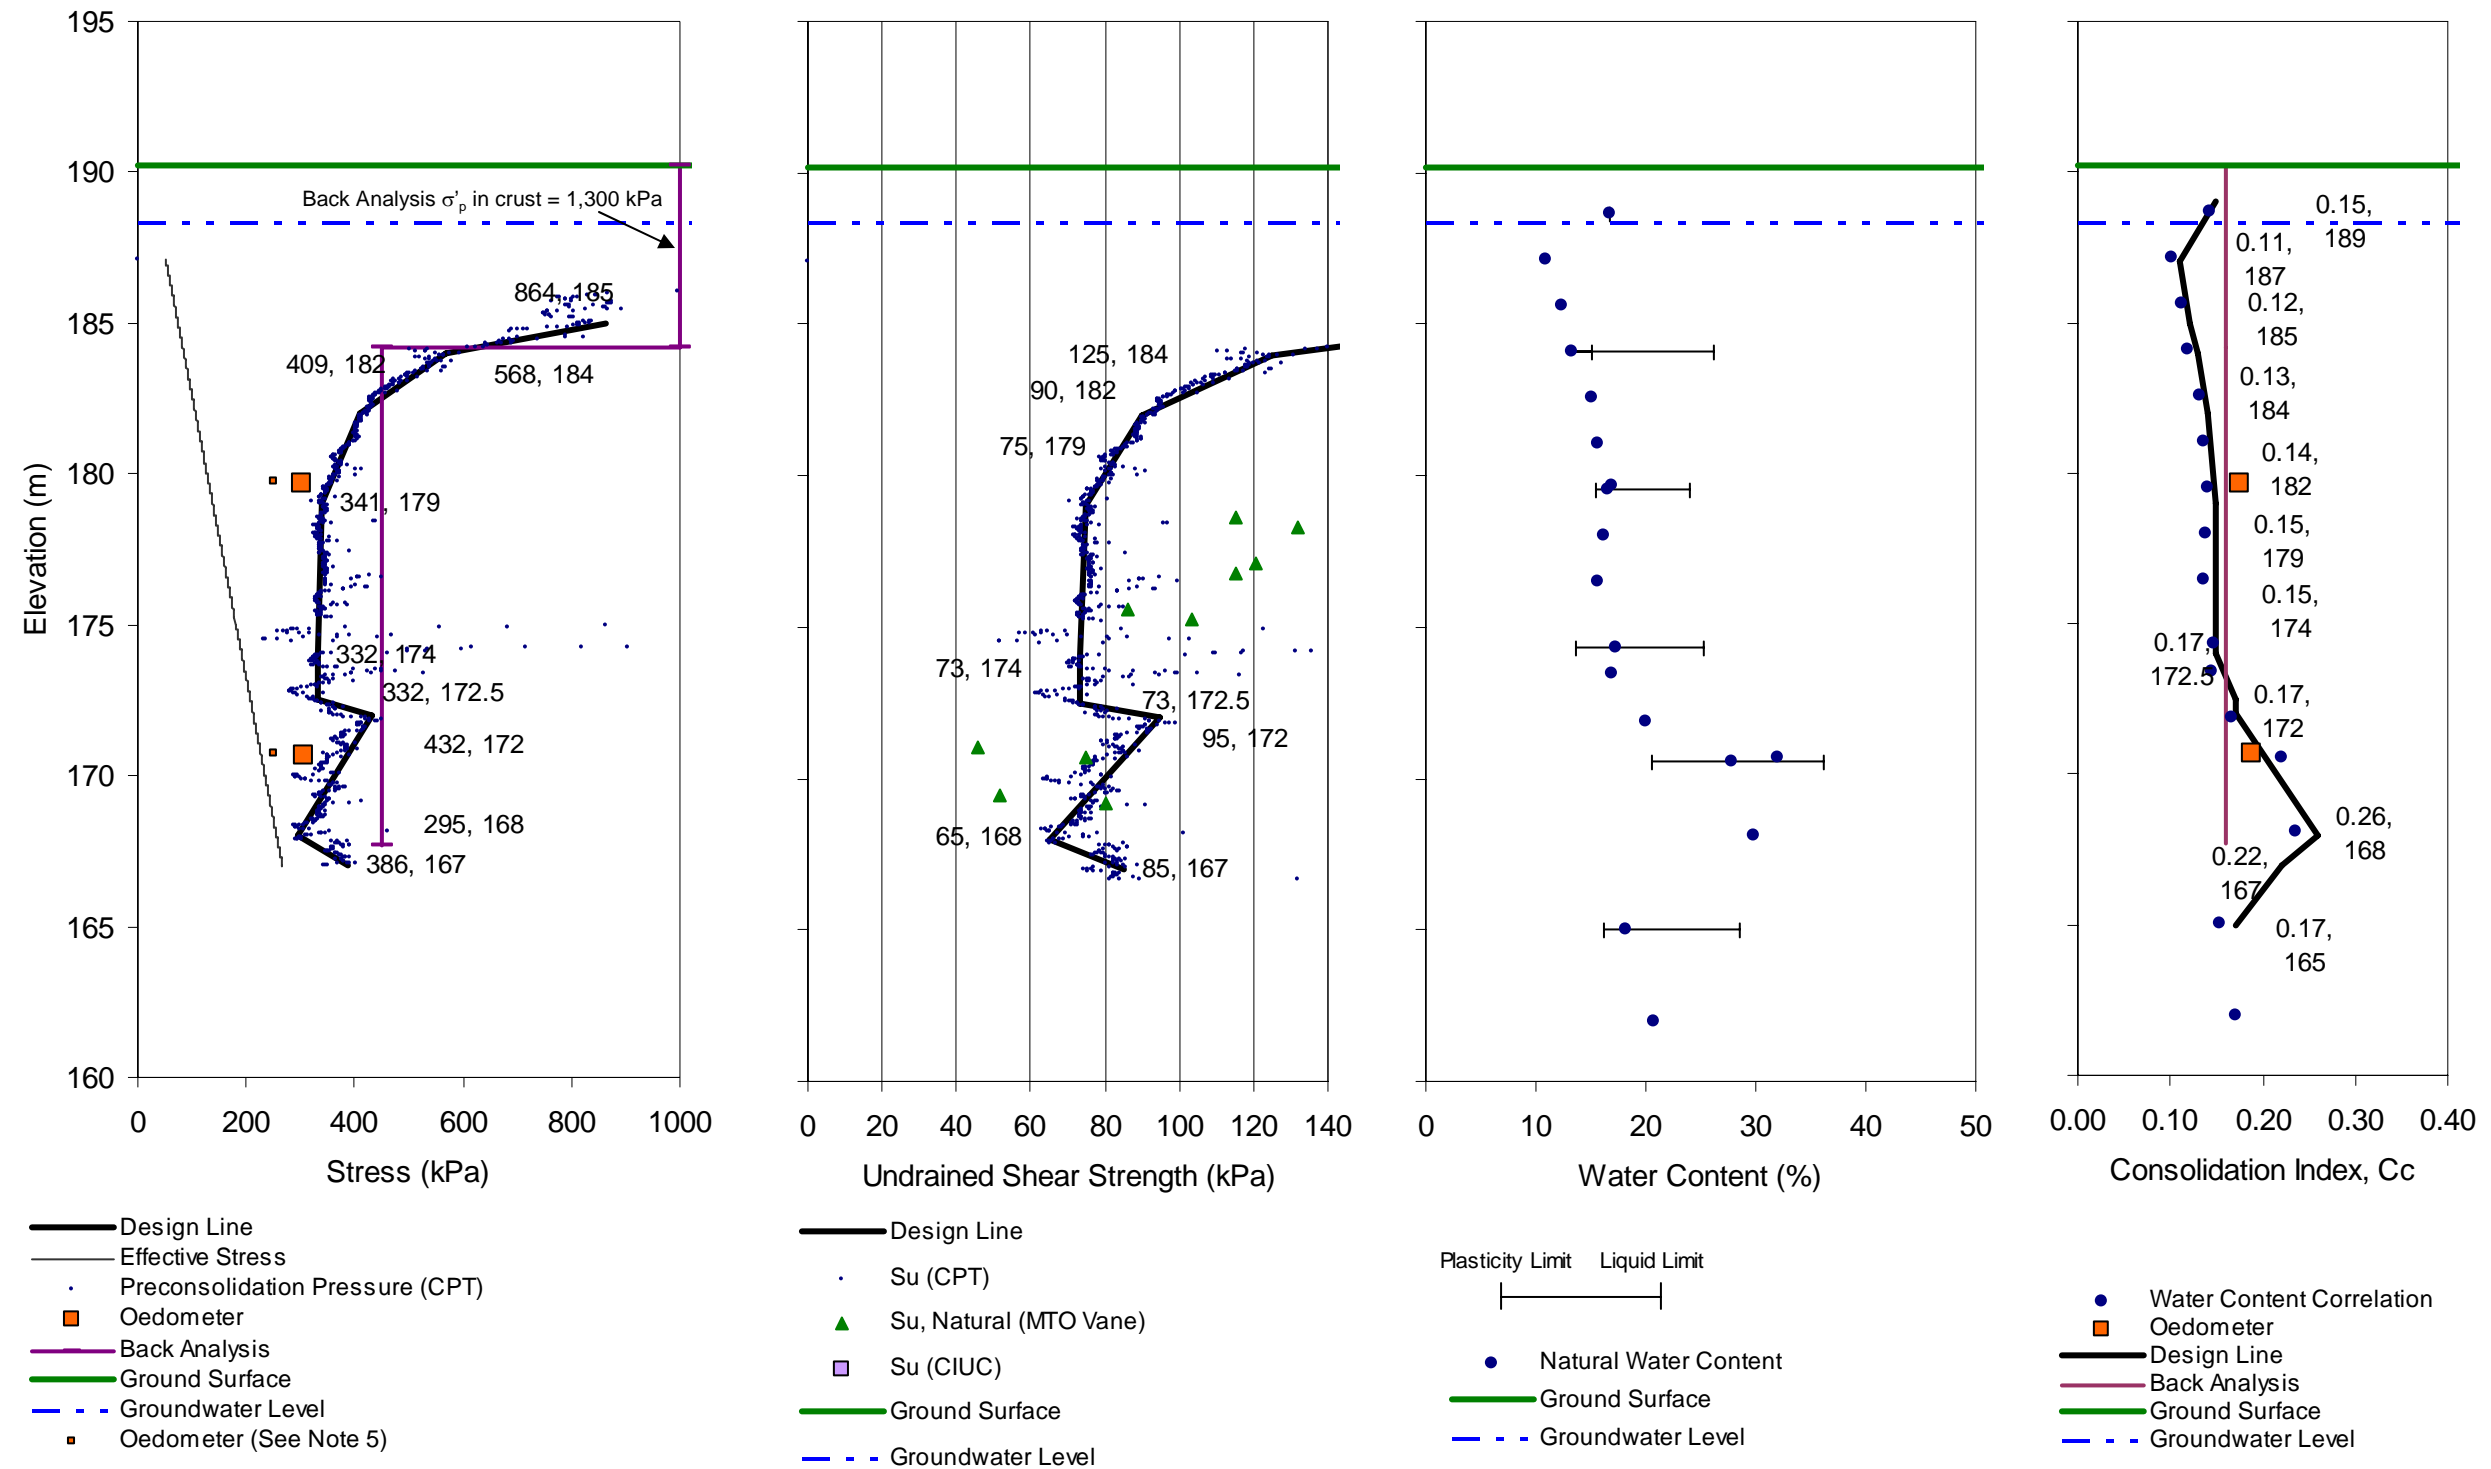 195
190
185
180
175
170
165
160
Elevation (m)
Back Analysis σ'p in crust = 1,300 kPa
864, 185
409, 182
568, 184
341, 179
332, 174
332, 172.5
432, 172
295, 168
386, 167
0 200 400 600 800 1000
Stress (kPa)
Design Line
Effective Stress
Preconsolidation Pressure (CPT)
Oedometer
Back Analysis
Ground Surface
Groundwater Level
Oedometer (See Note 5)
125, 184
90, 182
75, 179
73, 174
73, 172.5
95, 172
65, 168
85, 167
0 20 40 60 80 100 120 140
Undrained Shear Strength (kPa)
Design Line
Su (CPT)
Su, Natural (MTO Vane)
Su (CIUC)
Ground Surface
Groundwater Level
0 10 20 30 40 50
Water Content (%)
Plasticity Limit Liquid Limit
Natural Water Content
Ground Surface
Groundwater Level
0.15,
189
0.11,
187
0.12,
185
0.13,
184
0.14,
182
0.15,
179
0.15,
174
0.17,
172.5
0.17,
172
0.26,
168
0.22,
167
0.17,
165
0.00 0.10 0.20 0.30 0.40
Consolidation Index, Cc
Water Content Correlation
Oedometer
Design Line
Back Analysis
Ground Surface
Groundwater Level